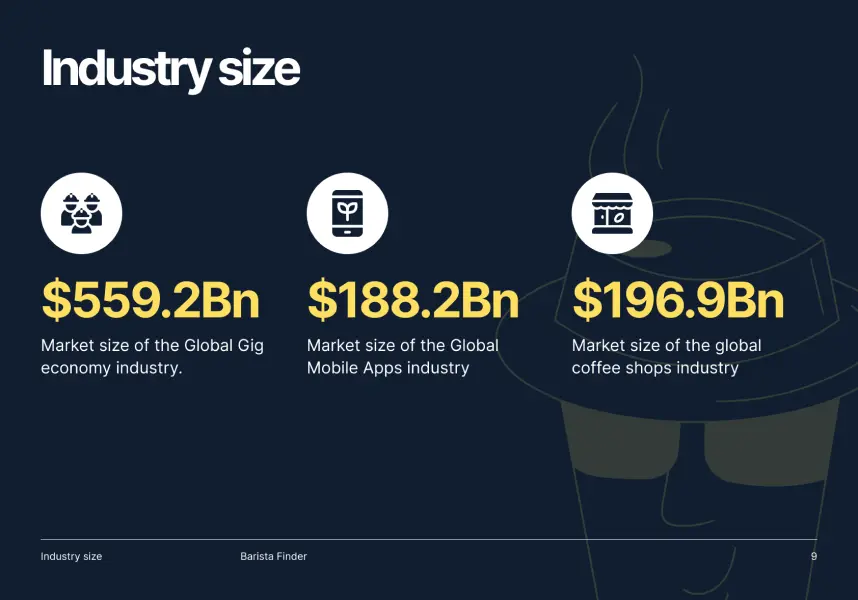 Industry size
$559.2Bn
Market size of the Global Gig
economy industry.
$188.2Bn
Market size of the Global
Mobile Apps industry
$196.9Bn
Market size of the global
coffee shops industry
Industry size
Barista Finder
9